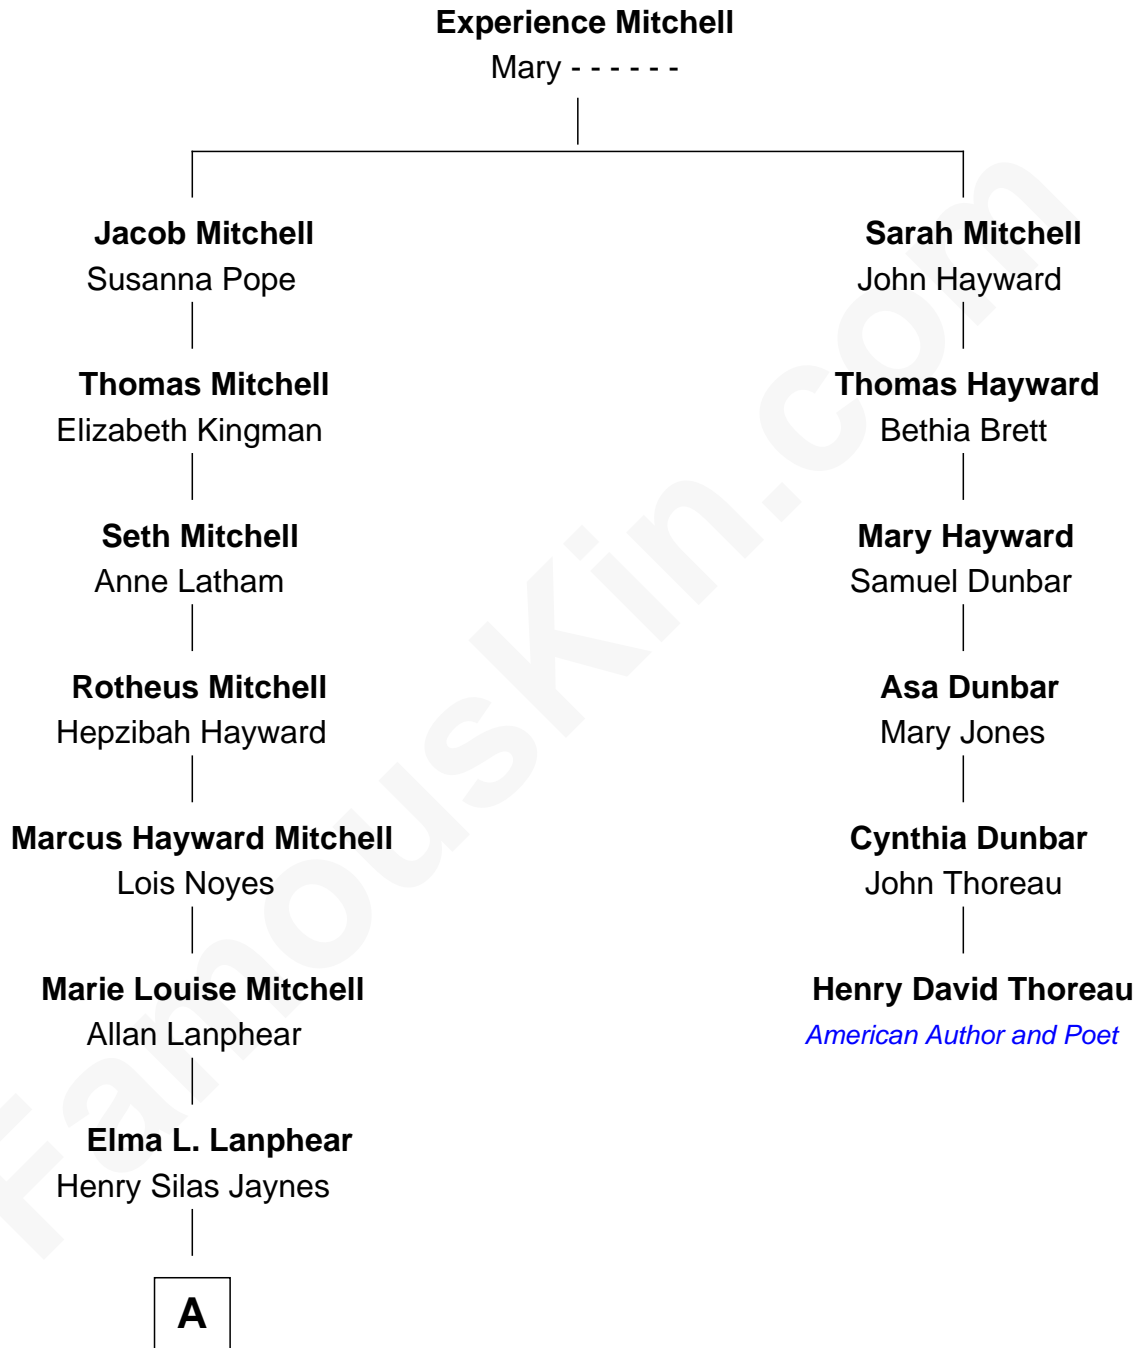 Experience Mitchell
Mary - - - - - -
Jacob Mitchell
Susanna Pope
Sarah Mitchell
John Hayward
Thomas Mitchell
Elizabeth Kingman
Thomas Hayward
Bethia Brett
Seth Mitchell
Anne Latham
Mary Hayward
Samuel Dunbar
Rotheus Mitchell
Hepzibah Hayward
Asa Dunbar
Mary Jones
Marcus Hayward Mitchell
Lois Noyes
Cynthia Dunbar
John Thoreau
Marie Louise Mitchell
Allan Lanphear
Henry David Thoreau
American Author and Poet
Elma L. Lanphear
Henry Silas Jaynes
A
FamousKin.com